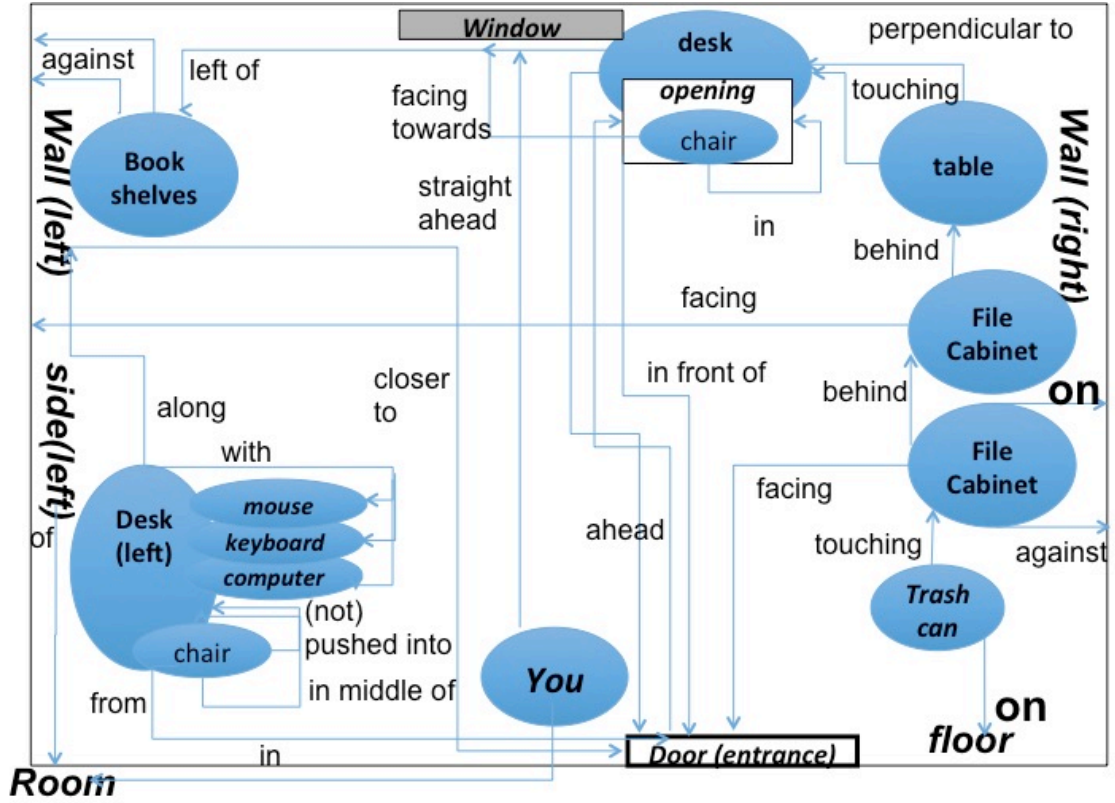 Window
desk
perpendicular to
against
left of
opening
touching
facing
towards
chair
Wall (left)
Book
shelves
table
Wall (right)
straight
ahead
in
behind
facing
File
Cabinet
closer
to
in front of
behind
on
along
side(left)
with
File
Cabinet
mouse
facing
Desk
(left)
keyboard
ahead
of
touching
against
computer
(not)
pushed into
Trash
can
chair
You
in middle of
from
on
floor
in
Door (entrance)
Room